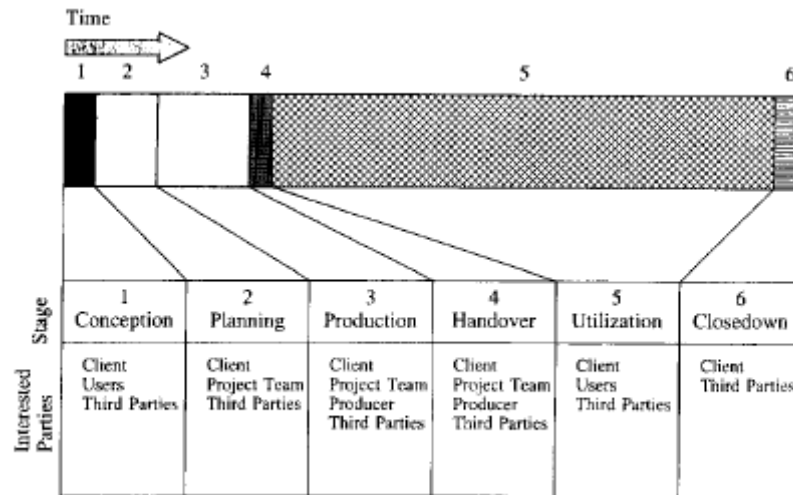 Time
1 2 3 4 5 6
Stage
1 2 3 4 5 6
Conception Planning Production Handover Utilization Closedown
Interested
Parties
Client
Users
Third Parties
Client
Project Team
Third Parties
Client
Project Team
Producer
Third Parties
Client
Project Team
Producer
Third Parties
Client
Users
Third Parties
Client
Third Parties